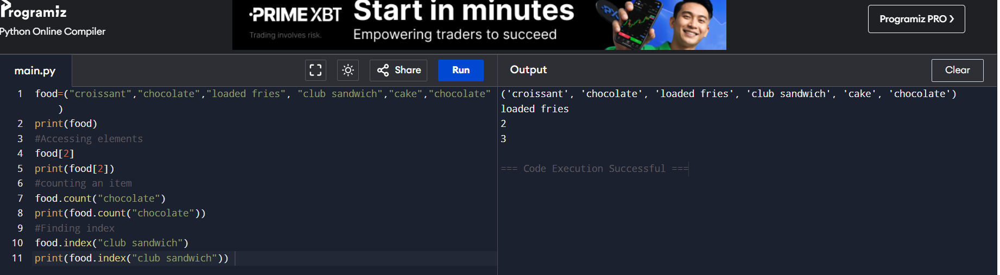 Programiz
Python Online Compiler
PRIME XBT
Trading involves risk.
Start in minutes
Empowering traders to succeed
Programiz PRO
main.py
Share
Run
Output
Clear
1 food=("croissant","chocolate","loaded fries", "club sandwich","cake","chocolate"
)
2 print(food)
3 #Accessing elements
4 food[2]
5 print(food[2])
6 #counting an item
7 food.count("chocolate")
8 print(food.count("chocolate"))
9 #Finding index
10 food.index("club sandwich")
11 print(food.index("club sandwich"))
('croissant', 'chocolate', 'loaded fries', 'club sandwich', 'cake', 'chocolate')
loaded fries
2
3
=== Code Execution Successful ===